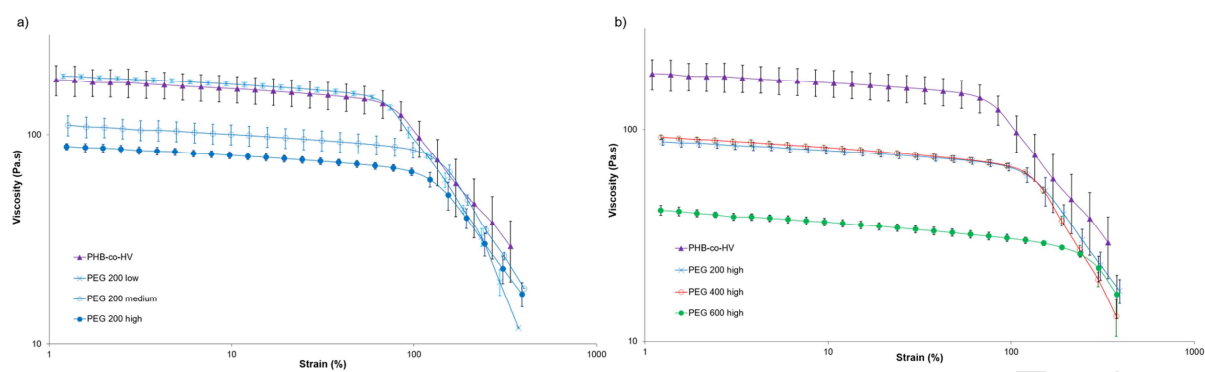 a)
Viscosity (Pa.s)
100
10
PHB-co-HV
PEG 200 low
PEG 200 medium
PEG 200 high
1
10
100
1000
Strain (%)
b)
Viscosity (Pa.s)
100
10
PHB-co-HV
PEG 200 high
PEG 400 high
PEG 600 high
1
10
100
1000
Strain (%)